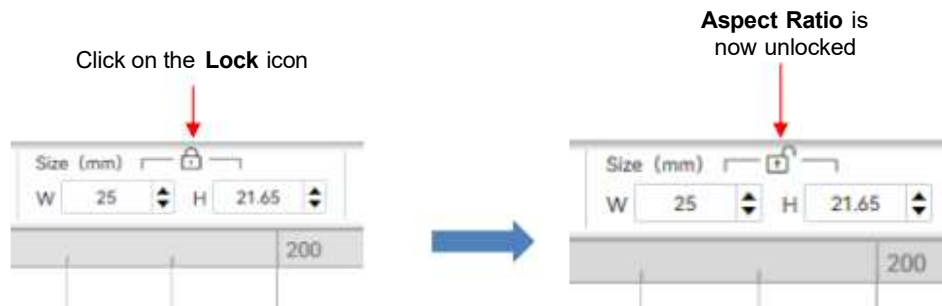 Click on the Lock icon
Size (mm)
W 25 H 21.65
200
Aspect Ratio is
now unlocked
Size (mm)
W 25 H 21.65
200